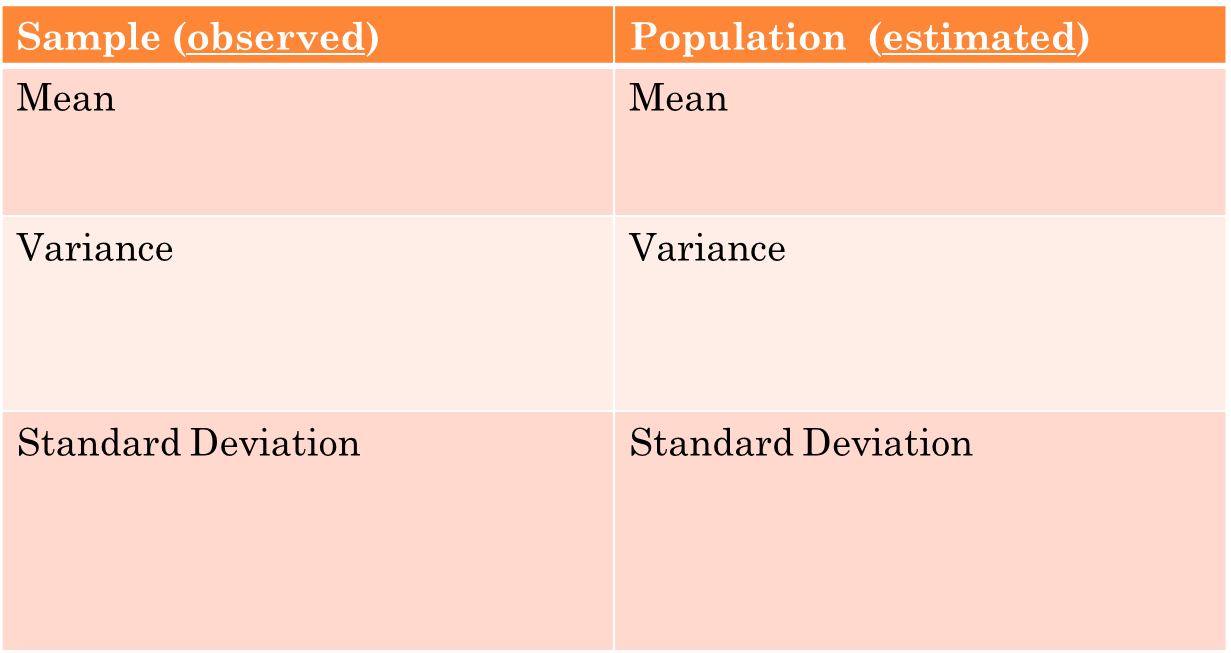 Sample (observed)
Population (estimated)
Mean
Mean
Variance
Variance
Standard Deviation
Standard Deviation